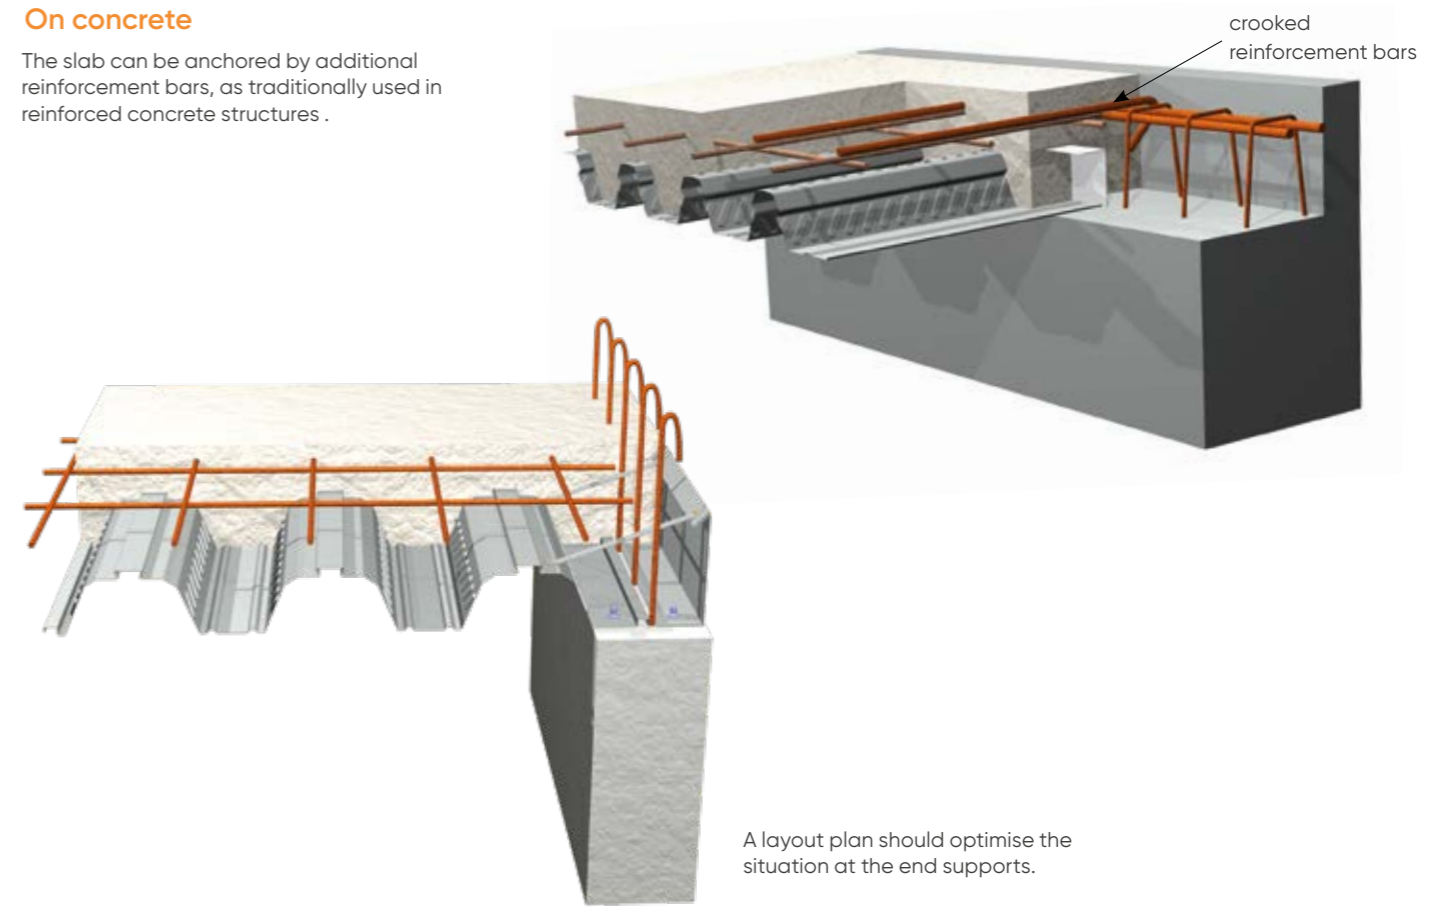 On concrete
The slab can be anchored by additional
reinforcement bars, as traditionally used in
reinforced concrete structures .
crooked
reinforcement bars
A layout plan should optimise the
situation at the end supports.